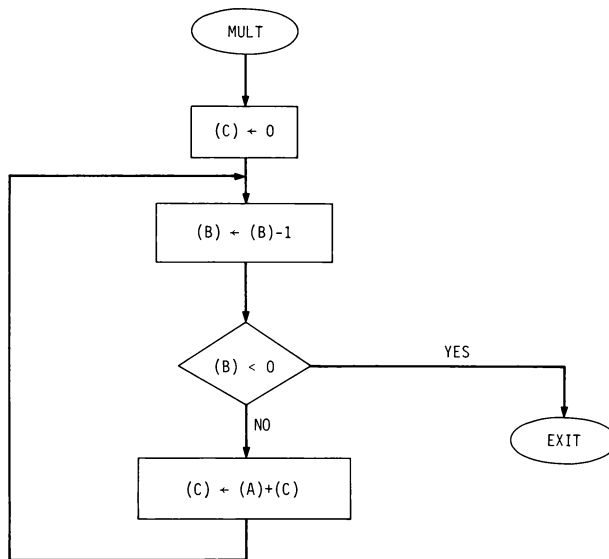 MULT
(C) ← 0
(B) ← (B)-1
(B) < 0
YES
NO
EXIT
(C) ← (A)+(C)